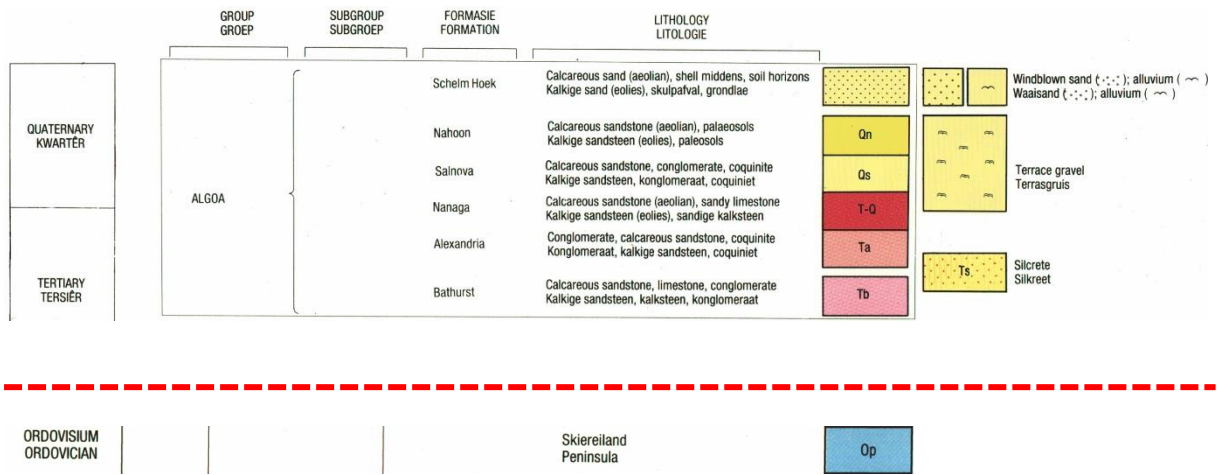 GROUP
GROEP
SUBGROUP
SUBGROEP
FORMASIE
FORMATION
LITHOLOGY
LITOLOGIE
QUATERNARY
KWARTÊR
TERTIARY
TERSIÊR
ALGOA
Schelm Hoek
Calcareous sand (aeolian), shell middens, soil horizons
Kalkige sand (eolies), skulpafval, grondlae
Windblown sand ( ); alluvium ( )
Waaisand ( ); alluvium ( )
Nahoon
Calcareous sandstone (aeolian), palaeosols
Kalkige sandsteen (eolies), paleosols
Qn
Salnova
Calcareous sandstone, conglomerate, coquinite
Kalkige sandsteen, konglomeraat, coquiniet
Qs
Terrace gravel
Terrasgruis
Nanaga
Calcareous sandstone (aeolian), sandy limestone
Kalkige sandsteen (eolies), sandige kalksteen
T-Q
Alexandria
Conglomerate, calcareous sandstone, coquinite
Konglomeraat, kalkige sandsteen, coquiniet
Ta
Ts
Silcrete
Silkreet
Bathurst
Calcareous sandstone, limestone, conglomerate
Kalkige sandsteen, kalksteen, konglomeraat
Tb
ORDOVISIUM
ORDOVICIAN
Skiereiland
Peninsula
Op